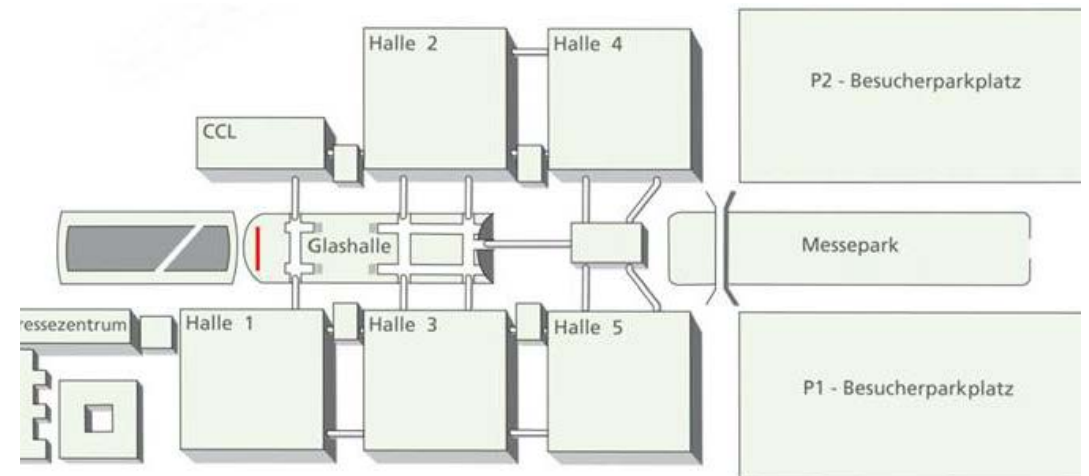 Halle 2
Halle 4
P2 - Besucherparkplatz
CCL
Glashalle
Messepark
ressezentrum
Halle 1
Halle 3
Halle 5
P1 - Besucherparkplatz